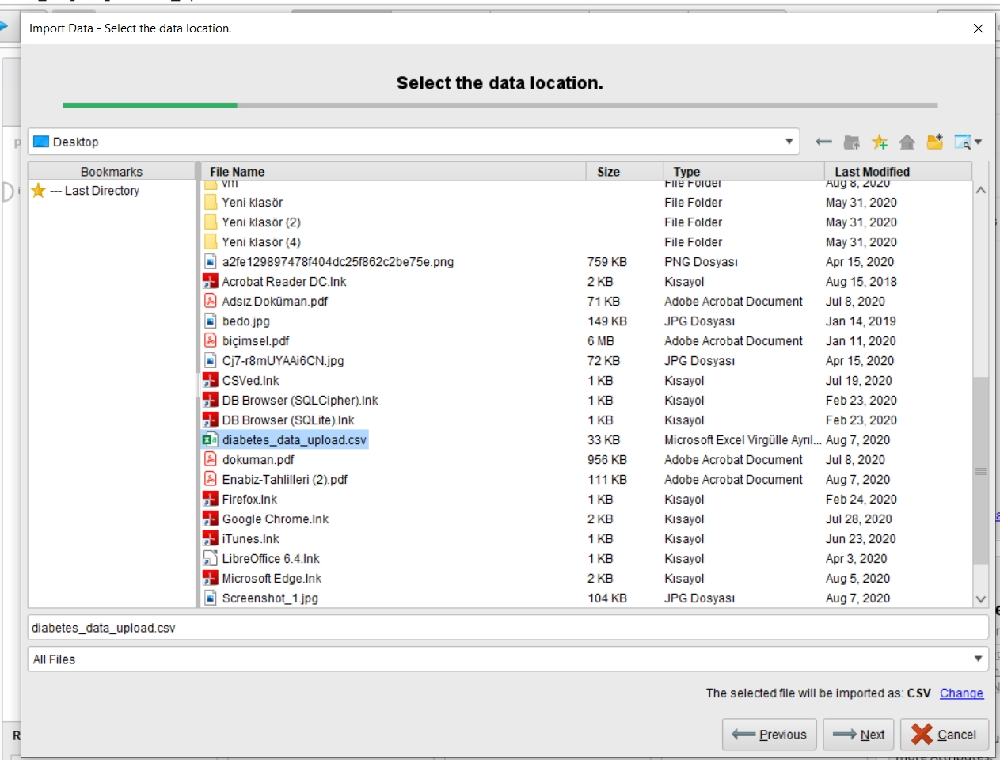 Import Data - Select the data location.
Select the data location.
Desktop
Bookmarks File Name Size Type Last Modified
--- Last Directory
vm File Folder Aug 8, 2020
Yeni klasör File Folder May 31, 2020
Yeni klasör (2) File Folder May 31, 2020
Yeni klasör (4) File Folder May 31, 2020
a2fe129897478f404dc25f862c2be75e.png 759 KB PNG Dosyası Apr 15, 2020
Acrobat Reader DC.lnk 2 KB Kısayol Aug 15, 2018
Adsız Doküman.pdf 71 KB Adobe Acrobat Document Jul 8, 2020
bedo.jpg 149 KB JPG Dosyası Jan 14, 2019
biçimsel.pdf 6 MB Adobe Acrobat Document Jan 11, 2020
Cj7-r8mUYAAi6CN.jpg 72 KB JPG Dosyası Apr 15, 2020
CSVed.lnk 1 KB Kısayol Jul 19, 2020
DB Browser (SQLCipher).lnk 1 KB Kısayol Feb 23, 2020
DB Browser (SQLite).lnk 1 KB Kısayol Feb 23, 2020
diabetes_data_upload.csv 33 KB Microsoft Excel Virgülle Ayrıl... Aug 7, 2020
dokuman.pdf 956 KB Adobe Acrobat Document Jul 8, 2020
Enabiz-Tahlilleri (2).pdf 111 KB Adobe Acrobat Document Aug 7, 2020
Firefox.lnk 1 KB Kısayol Feb 24, 2020
Google Chrome.lnk 2 KB Kısayol Jul 28, 2020
iTunes.lnk 1 KB Kısayol Jun 23, 2020
LibreOffice 6.4.lnk 1 KB Kısayol Apr 3, 2020
Microsoft Edge.lnk 2 KB Kısayol Aug 5, 2020
Screenshot_1.jpg 104 KB JPG Dosyası Aug 7, 2020
diabetes_data_upload.csv
All Files
The selected file will be imported as: CSV Change
Previous Next Cancel